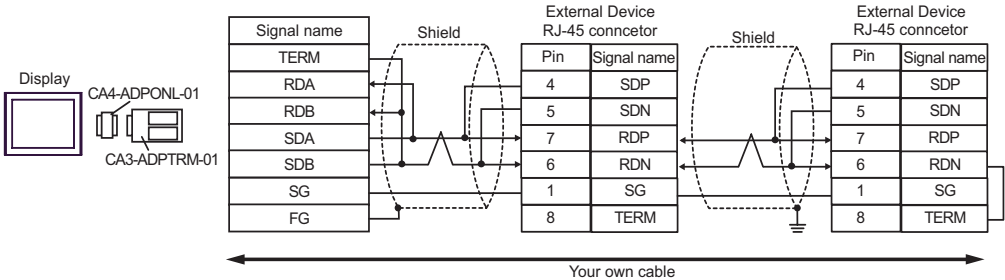 Display
CA4-ADPONL-01
CA3-ADPTRM-01
Signal name
TERM
RDA
RDB
SDA
SDB
SG
FG
Shield
External Device
RJ-45 conncetor
Pin Signal name
4 SDP
5 SDN
7 RDP
6 RDN
1 SG
8 TERM
Shield
External Device
RJ-45 conncetor
Pin Signal name
4 SDP
5 SDN
7 RDP
6 RDN
1 SG
8 TERM
Your own cable